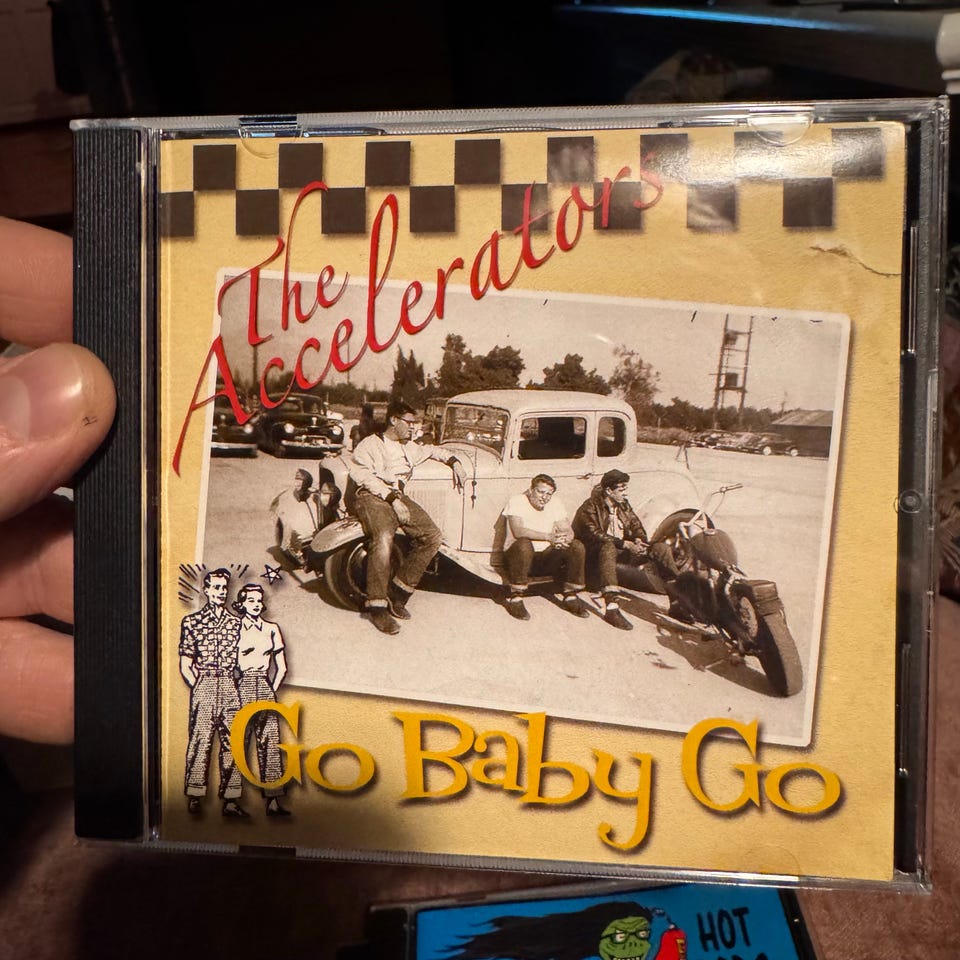 The
Accelerators
Go Baby Go
HOT